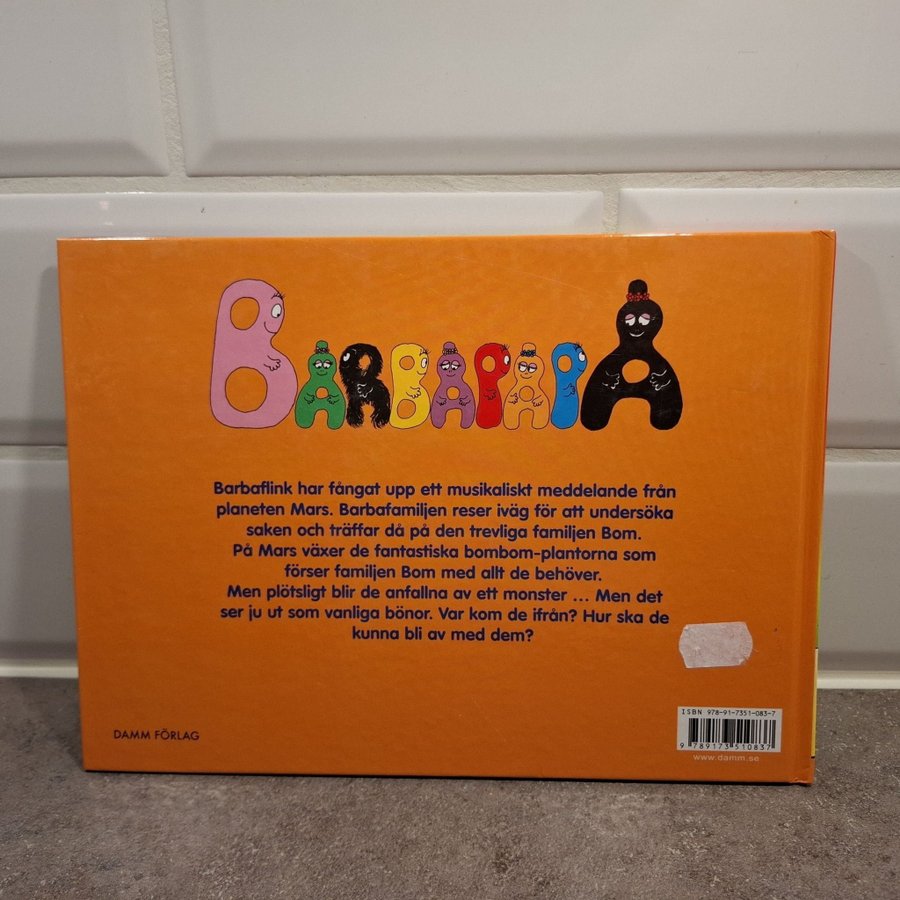 BARBAPAPA
Barbaflink har fångat upp ett musikaliskt meddelande från
planeten Mars. Barbafamiljen reser iväg för att undersöka
saken och träffar då på den trevliga familjen Bom.
På Mars växer de fantastiska bombom-plantorna som
förser familjen Bom med allt de behöver.
Men plötsligt blir de anfallna av ett monster ... Men det
ser ju ut som vanliga bönor. Var kom de ifrån? Hur ska de
kunna bli av med dem?
DAMM FÖRLAG
ISBN 978-91-7351-083-7
9 789173 510837
www.damm.se